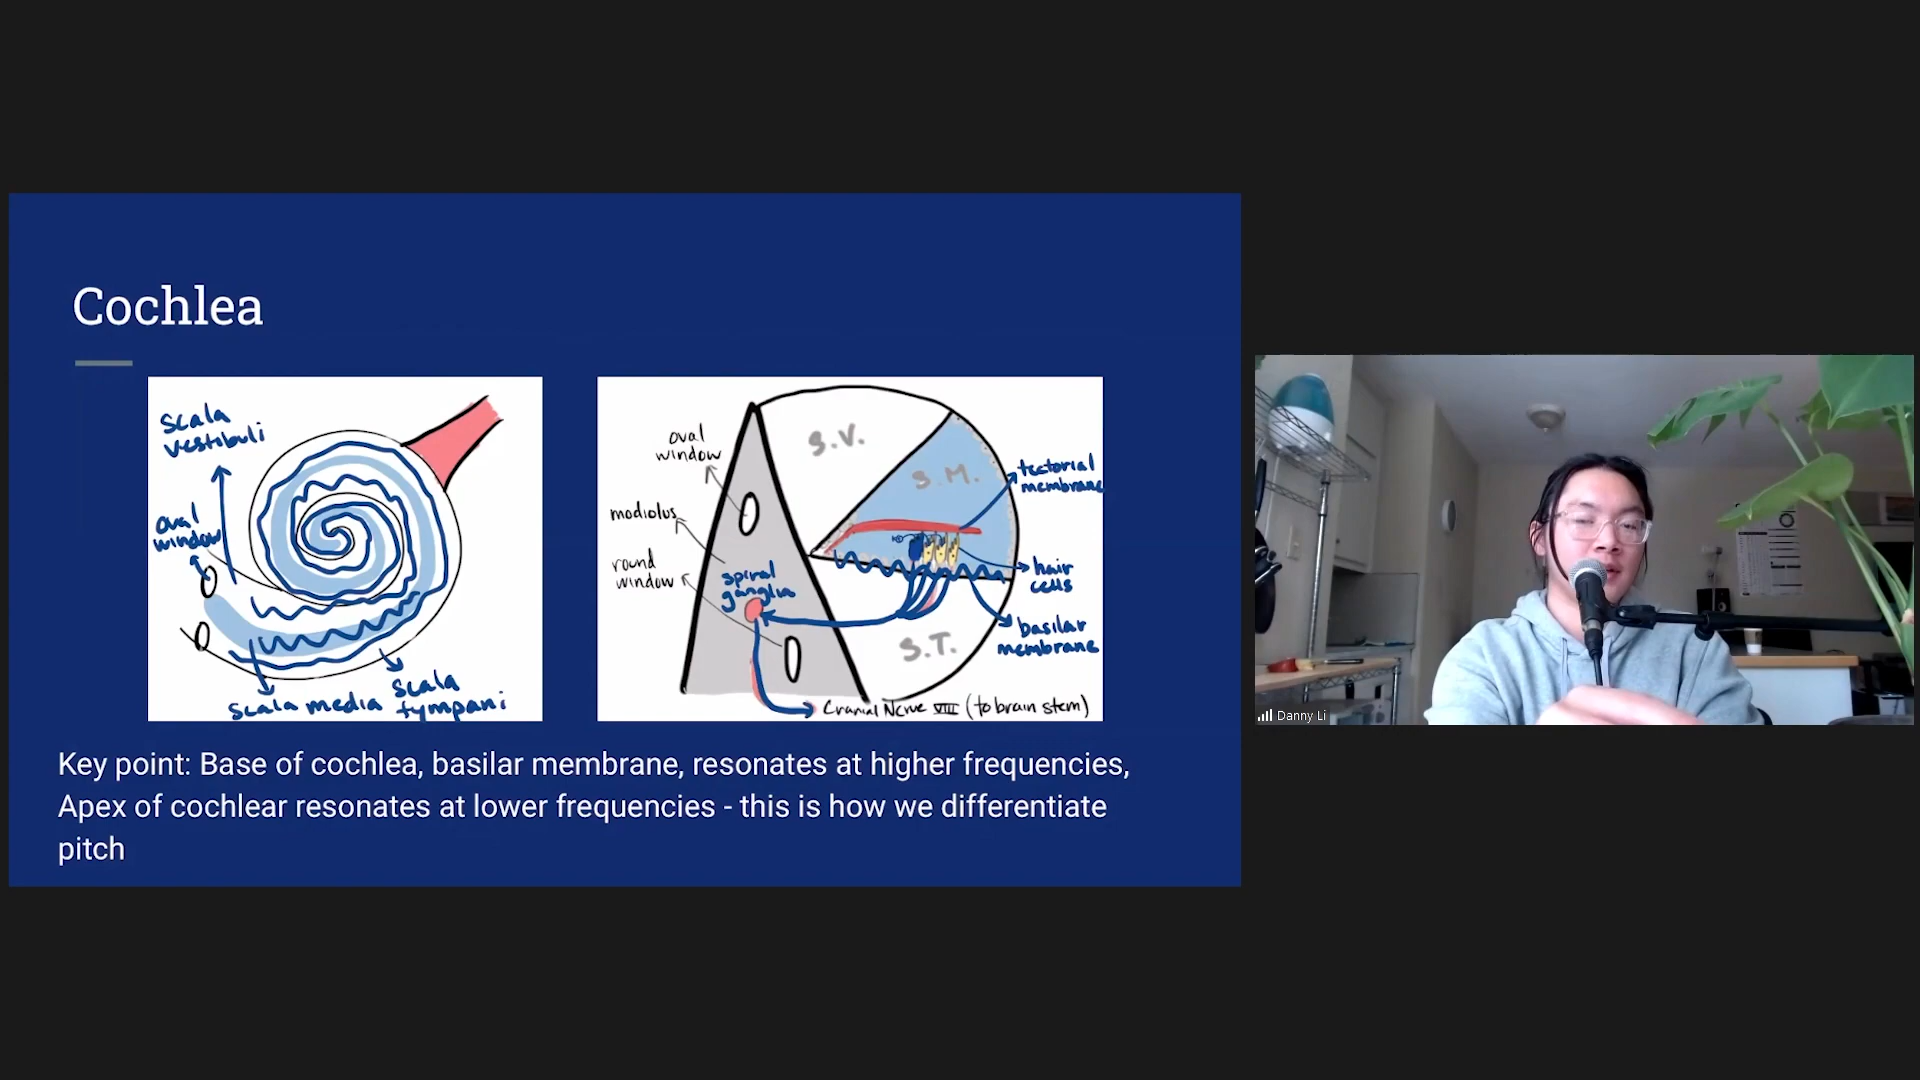 Cochlea
scala
vestibuli
oval
window
scala media
scala
tympani
oval
window
modiolus
round
window
spiral
ganglia
S.V.
S.M.
S.T.
tectorial
membrane
hair
cells
basilar
membrane
Cranial Nerve VIII (to brain stem)
Key point: Base of cochlea, basilar membrane, resonates at higher frequencies,
Apex of cochlear resonates at lower frequencies - this is how we differentiate
pitch
Danny Li